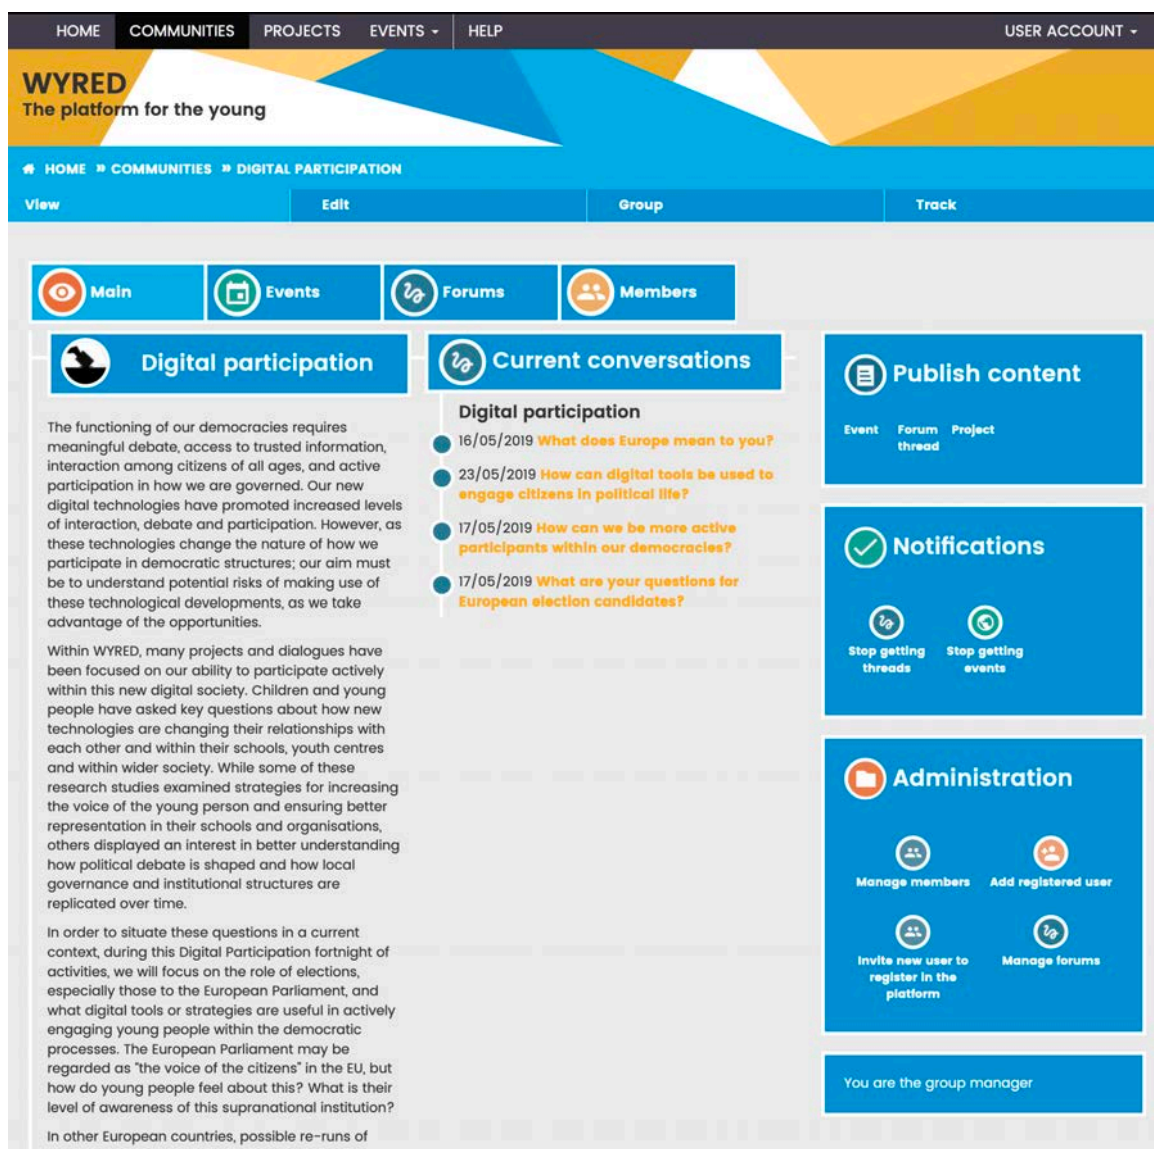 HOME COMMUNITIES PROJECTS EVENTS HELP USER ACCOUNT
WYRED
The platform for the young
HOME » COMMUNITIES » DIGITAL PARTICIPATION
View Edit Group Track
Main Events Forums Members
Digital participation
The functioning of our democracies requires
meaningful debate, access to trusted information,
interaction among citizens of all ages, and active
participation in how we are governed. Our new
digital technologies have promoted increased levels
of interaction, debate and participation. However, as
these technologies change the nature of how we
participate in democratic structures; our aim must
be to understand potential risks of making use of
these technological developments, as we take
advantage of the opportunities.
Within WYRED, many projects and dialogues have
been focused on our ability to participate actively
within this new digital society. Children and young
people have asked key questions about how new
technologies are changing their relationships with
each other and within their schools, youth centres
and within wider society. While some of these
research studies examined strategies for increasing
the voice of the young person and ensuring better
representation in their schools and organisations,
others displayed an interest in better understanding
how political debate is shaped and how local
governance and institutional structures are
replicated over time.
In order to situate these questions in a current
context, during this Digital Participation fortnight of
activities, we will focus on the role of elections,
especially those to the European Parliament, and
what digital tools or strategies are useful in actively
engaging young people within the democratic
processes. The European Parliament may be
regarded as "the voice of the citizens" in the EU, but
how do young people feel about this? What is their
level of awareness of this supranational institution?
In other European countries, possible re-runs of
Current conversations
Digital participation
16/05/2019 What does Europe mean to you?
23/05/2019 How can digital tools be used to
engage citizens in political life?
17/05/2019 How can we be more active
participants within our democracies?
17/05/2019 What are your questions for
European election candidates?
Publish content
Event Forum Project
thread
Notifications
Stop getting Stop getting
threads events
Administration
Manage members Add registered user
Invite new user to Manage forums
register in the
platform
You are the group manager